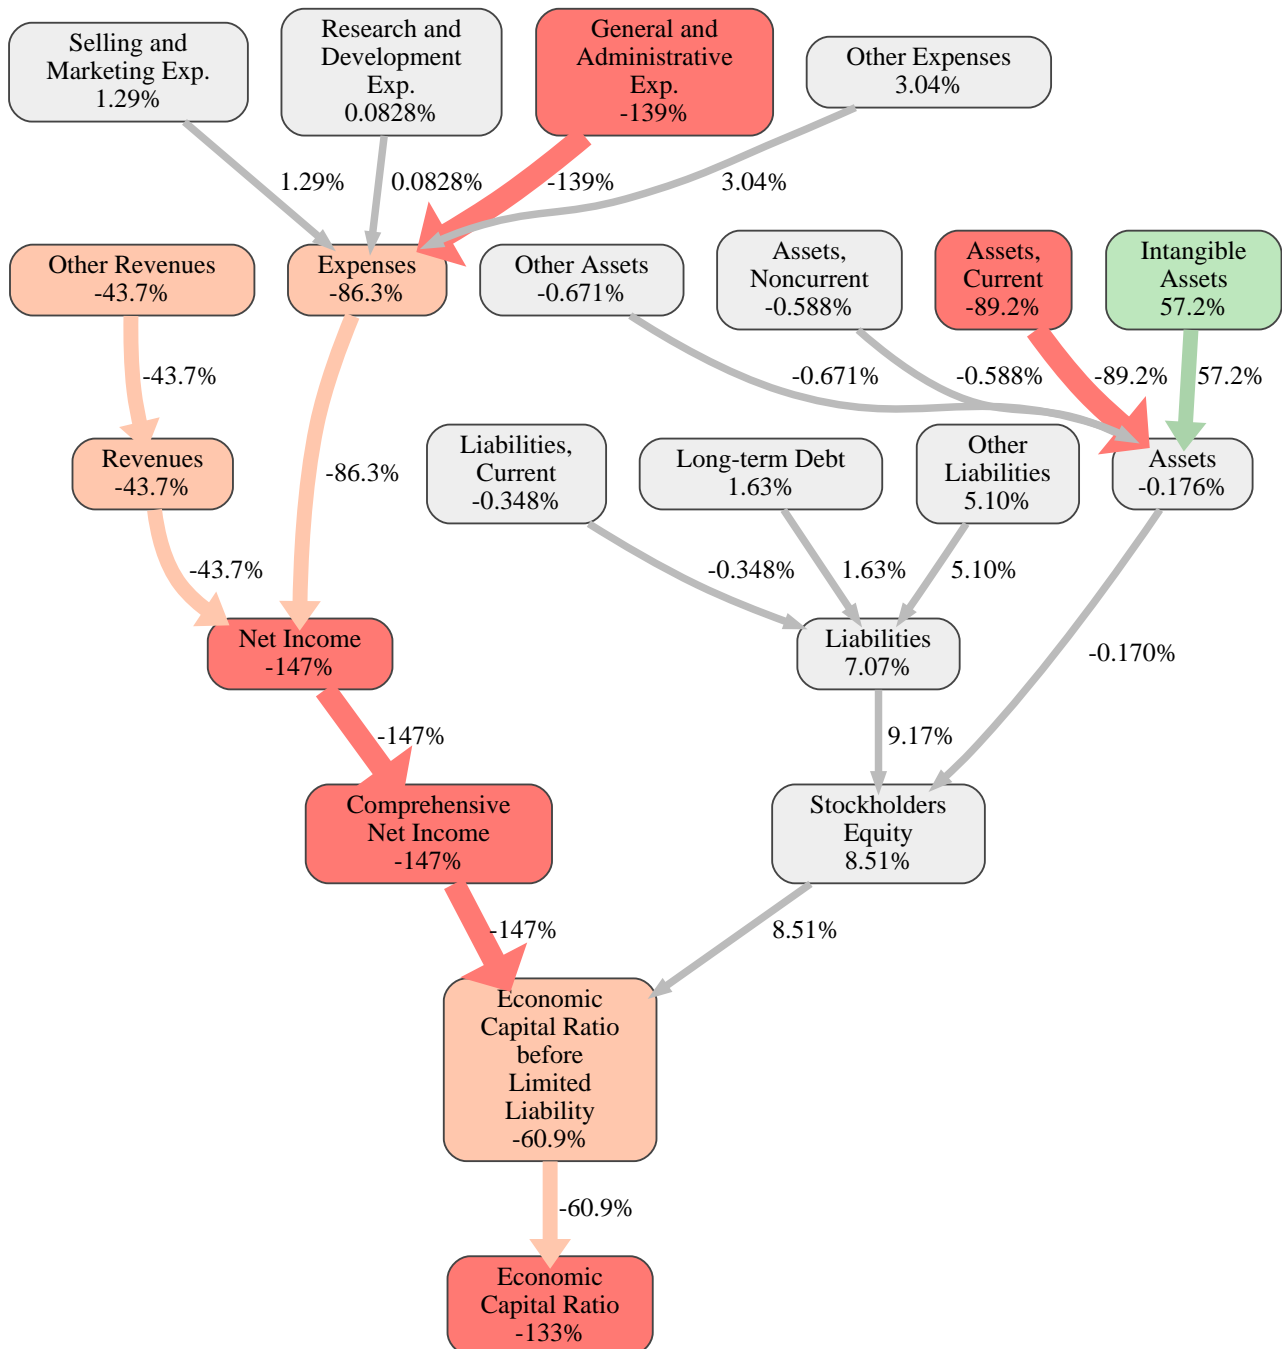 Selling and
Marketing Exp.
1.29%
Research and
Development
Exp.
0.0828%
General and
Administrative
Exp.
-139%
Other Expenses
3.04%
1.29%
0.0828%
-139%
3.04%
Other Revenues
-43.7%
Expenses
-86.3%
Other Assets
-0.671%
Assets,
Noncurrent
-0.588%
Assets,
Current
-89.2%
Intangible
Assets
57.2%
-43.7%
-0.671%
-0.588%
-89.2%
57.2%
Revenues
-43.7%
-86.3%
Liabilities,
Current
-0.348%
Long-term Debt
1.63%
Other
Liabilities
5.10%
Assets
-0.176%
-43.7%
-0.348%
1.63%
5.10%
Net Income
-147%
Liabilities
7.07%
-0.170%
-147%
9.17%
Comprehensive
Net Income
-147%
Stockholders
Equity
8.51%
-147%
8.51%
Economic
Capital Ratio
before
Limited
Liability
-60.9%
-60.9%
Economic
Capital Ratio
-133%